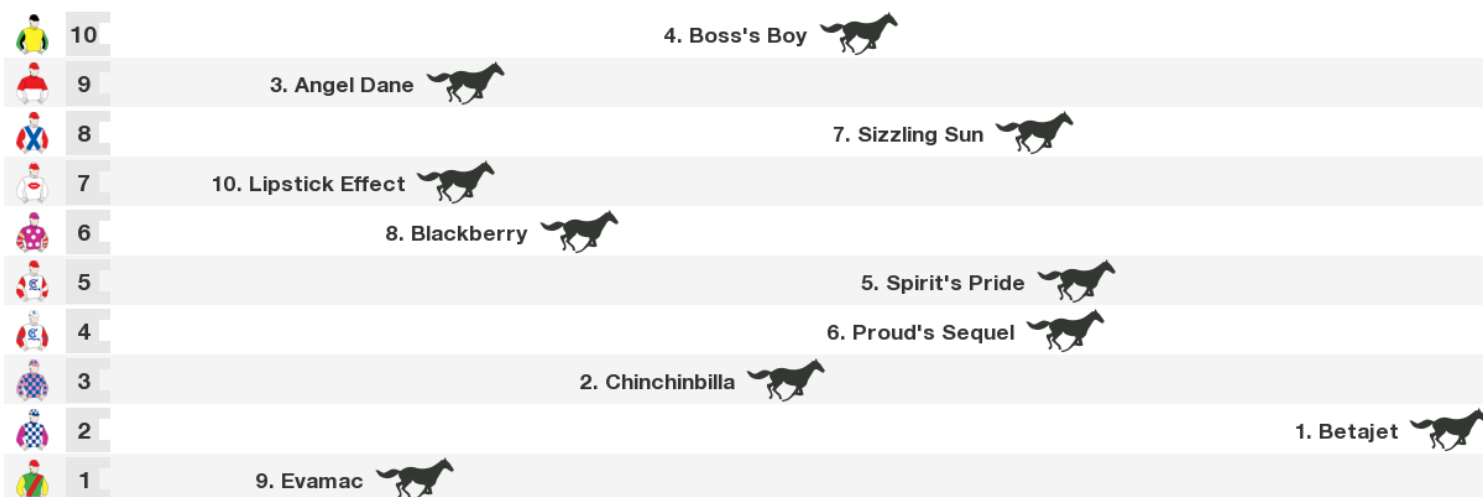 10 4. Boss's Boy
9 3. Angel Dane
8 7. Sizzling Sun
7 10. Lipstick Effect
6 8. Blackberry
5 5. Spirit's Pride
4 6. Proud's Sequel
3 2. Chinchinbilla
2 1. Betajet
1 9. Evamac